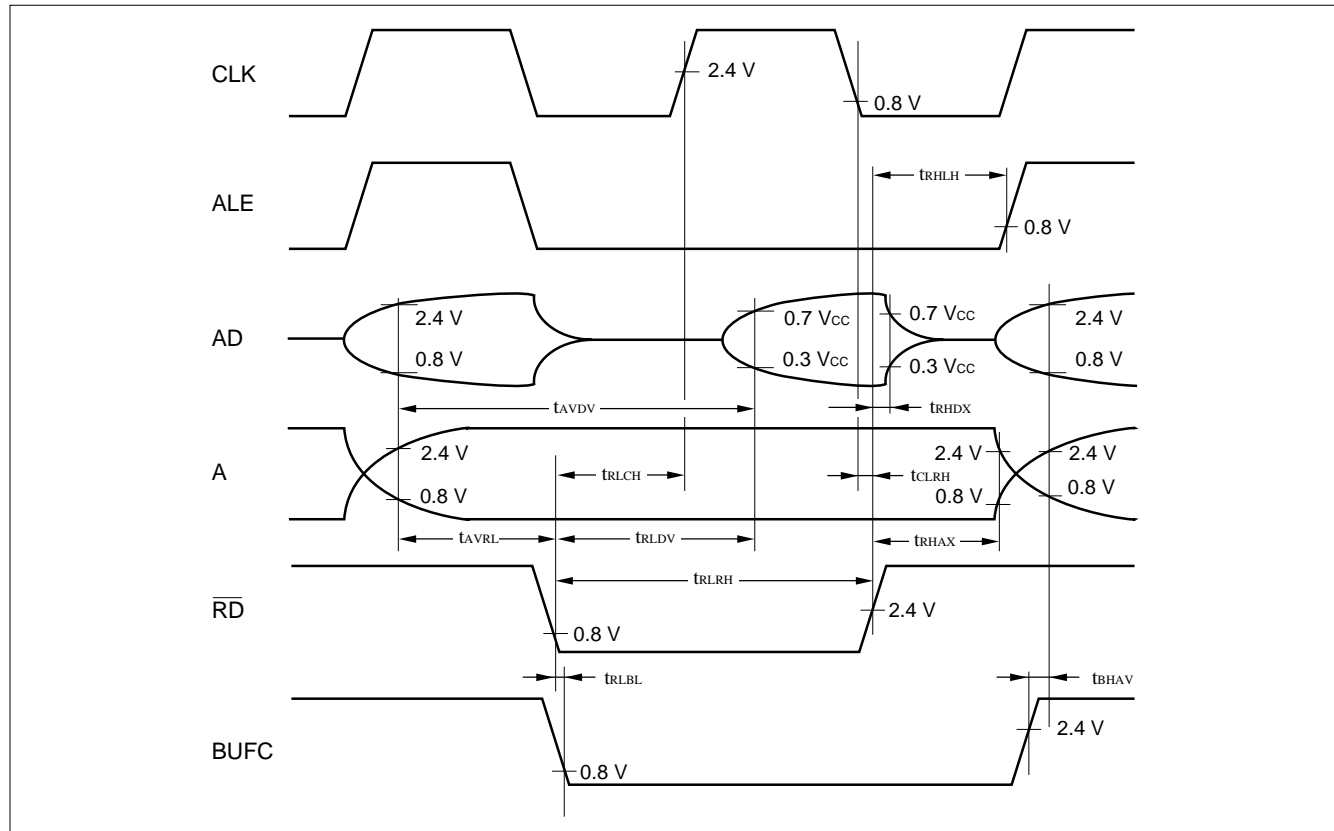 CLK
2.4 V
0.8 V
ALE
tRHLH
0.8 V
AD
2.4 V
0.8 V
0.7 VCC
0.3 VCC
0.7 VCC
0.3 VCC
2.4 V
0.8 V
tAVDV
tRHDX
A
2.4 V
0.8 V
tRLCH
tCLRH
2.4 V
0.8 V
2.4 V
0.8 V
tAVRL
tRLDV
tRHAX
tRLRH
RD
0.8 V
2.4 V
tRLBL
tBHAV
BUFC
0.8 V
2.4 V